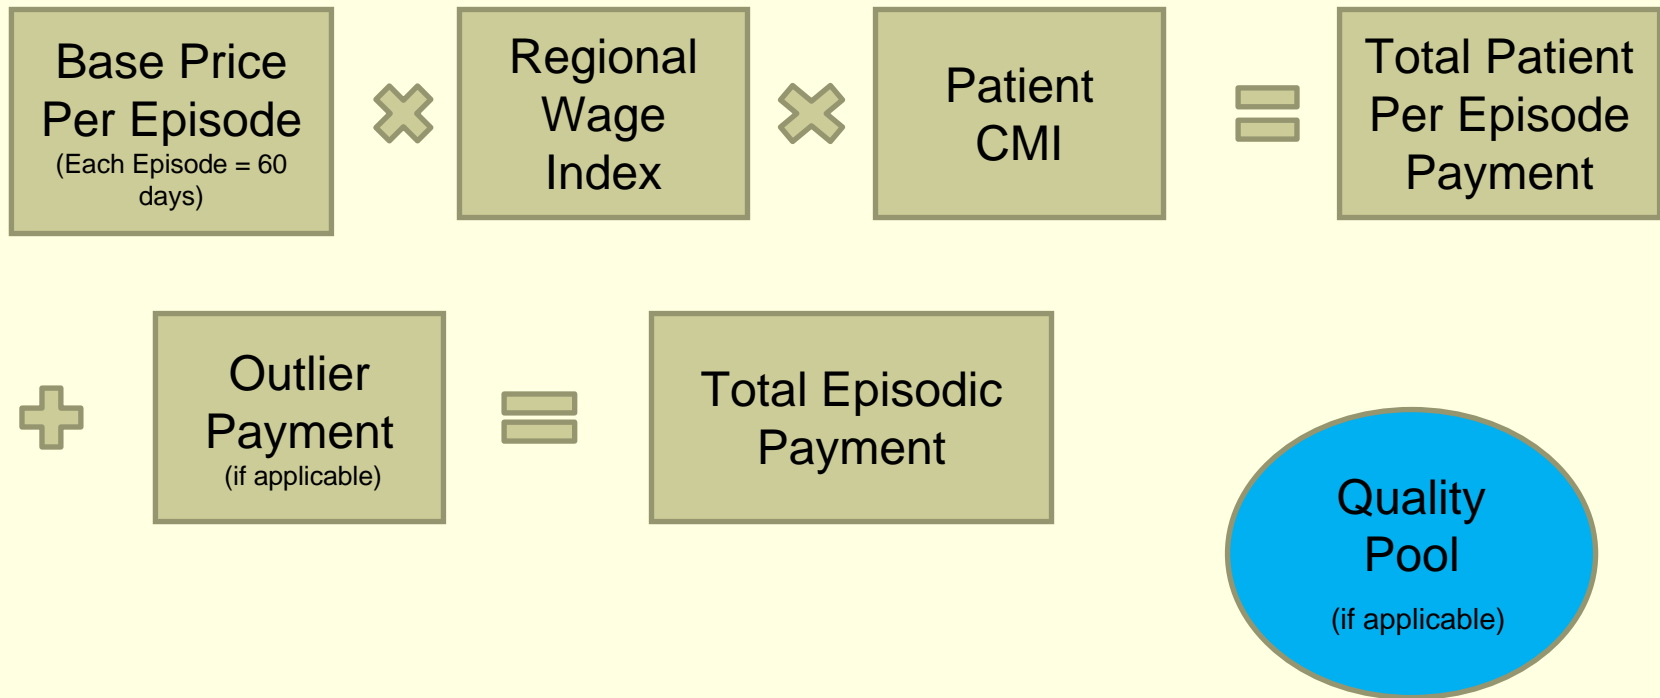 Base Price
Per Episode
(Each Episode = 60
days)
Regional
Wage
Index
Patient
CMI
Total Patient
Per Episode
Payment
Outlier
Payment
(if applicable)
Total Episodic
Payment
Quality
Pool
(if applicable)